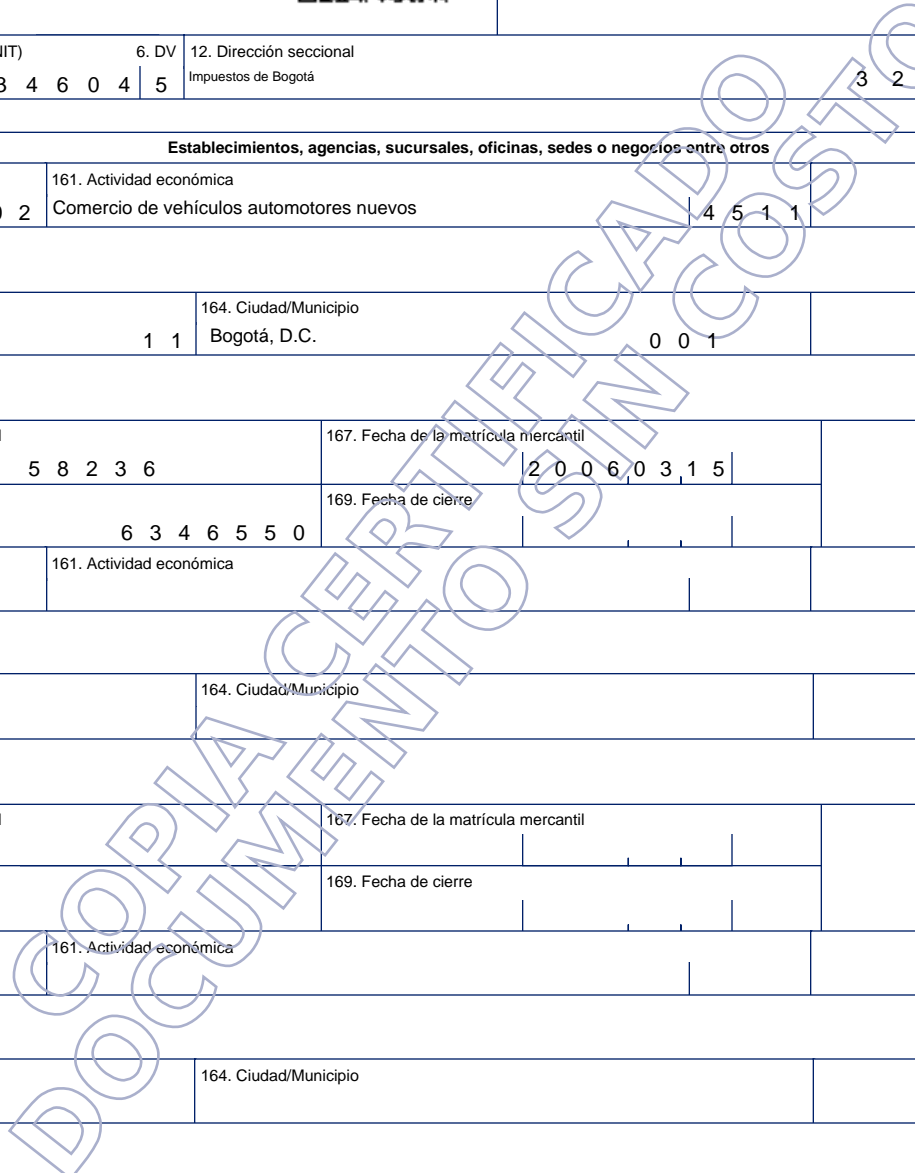 NIT) 6. DV 12. Dirección seccional
3 4 6 0 4 5 Impuestos de Bogotá 3 2
Establecimientos, agencias, sucursales, oficinas, sedes o negocios entre otros
161. Actividad económica
2 Comercio de vehículos automotores nuevos 4 5 1 1
164. Ciudad/Municipio
1 1 Bogotá, D.C. 0 0 1
167. Fecha de la matrícula mercantil
5 8 2 3 6 2 0 0 6 0 3 1 5
169. Fecha de cierre
6 3 4 6 5 5 0
161. Actividad económica
164. Ciudad/Municipio
167. Fecha de la matrícula mercantil
169. Fecha de cierre
161. Actividad económica
164. Ciudad/Municipio
COPIA CERTIFICADO
DOCUMENTO SIN COSTO